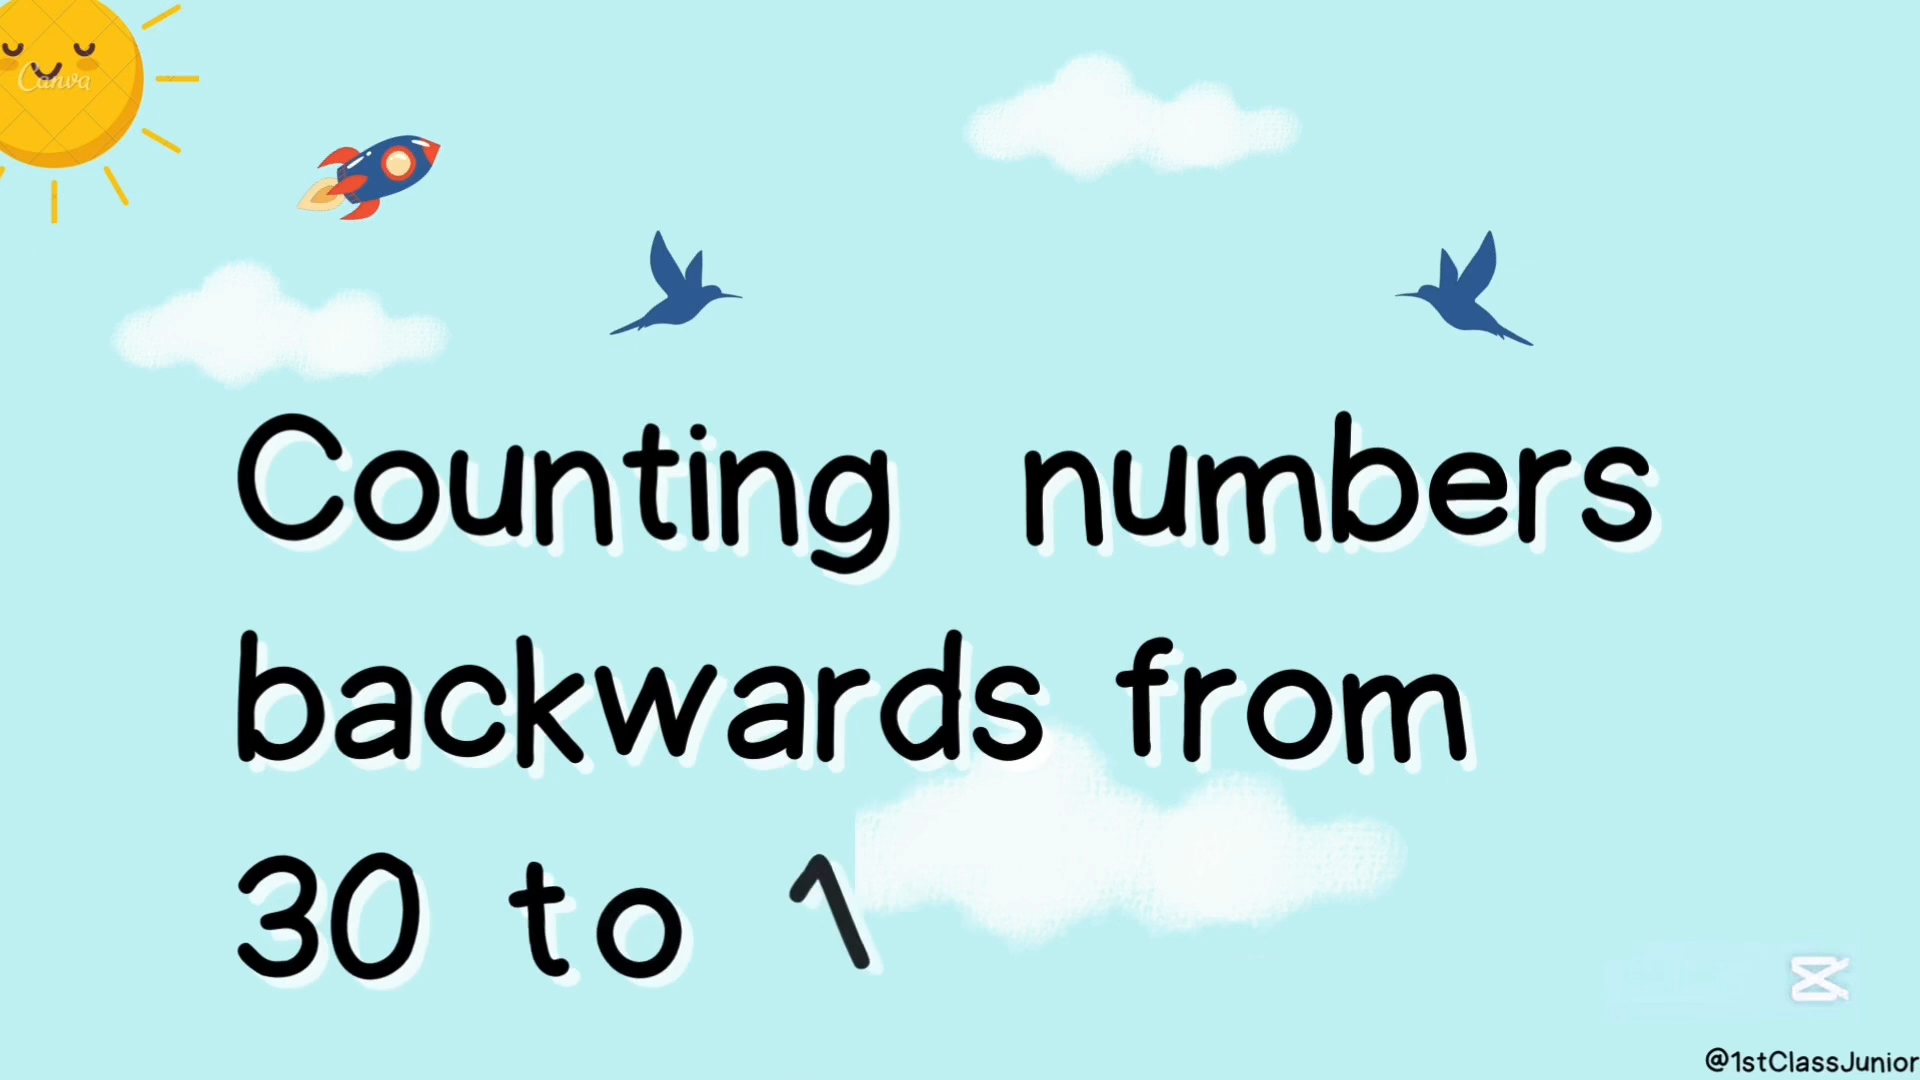 Canva
Counting numbers
backwards from
30 to 1
@1stClassJunior